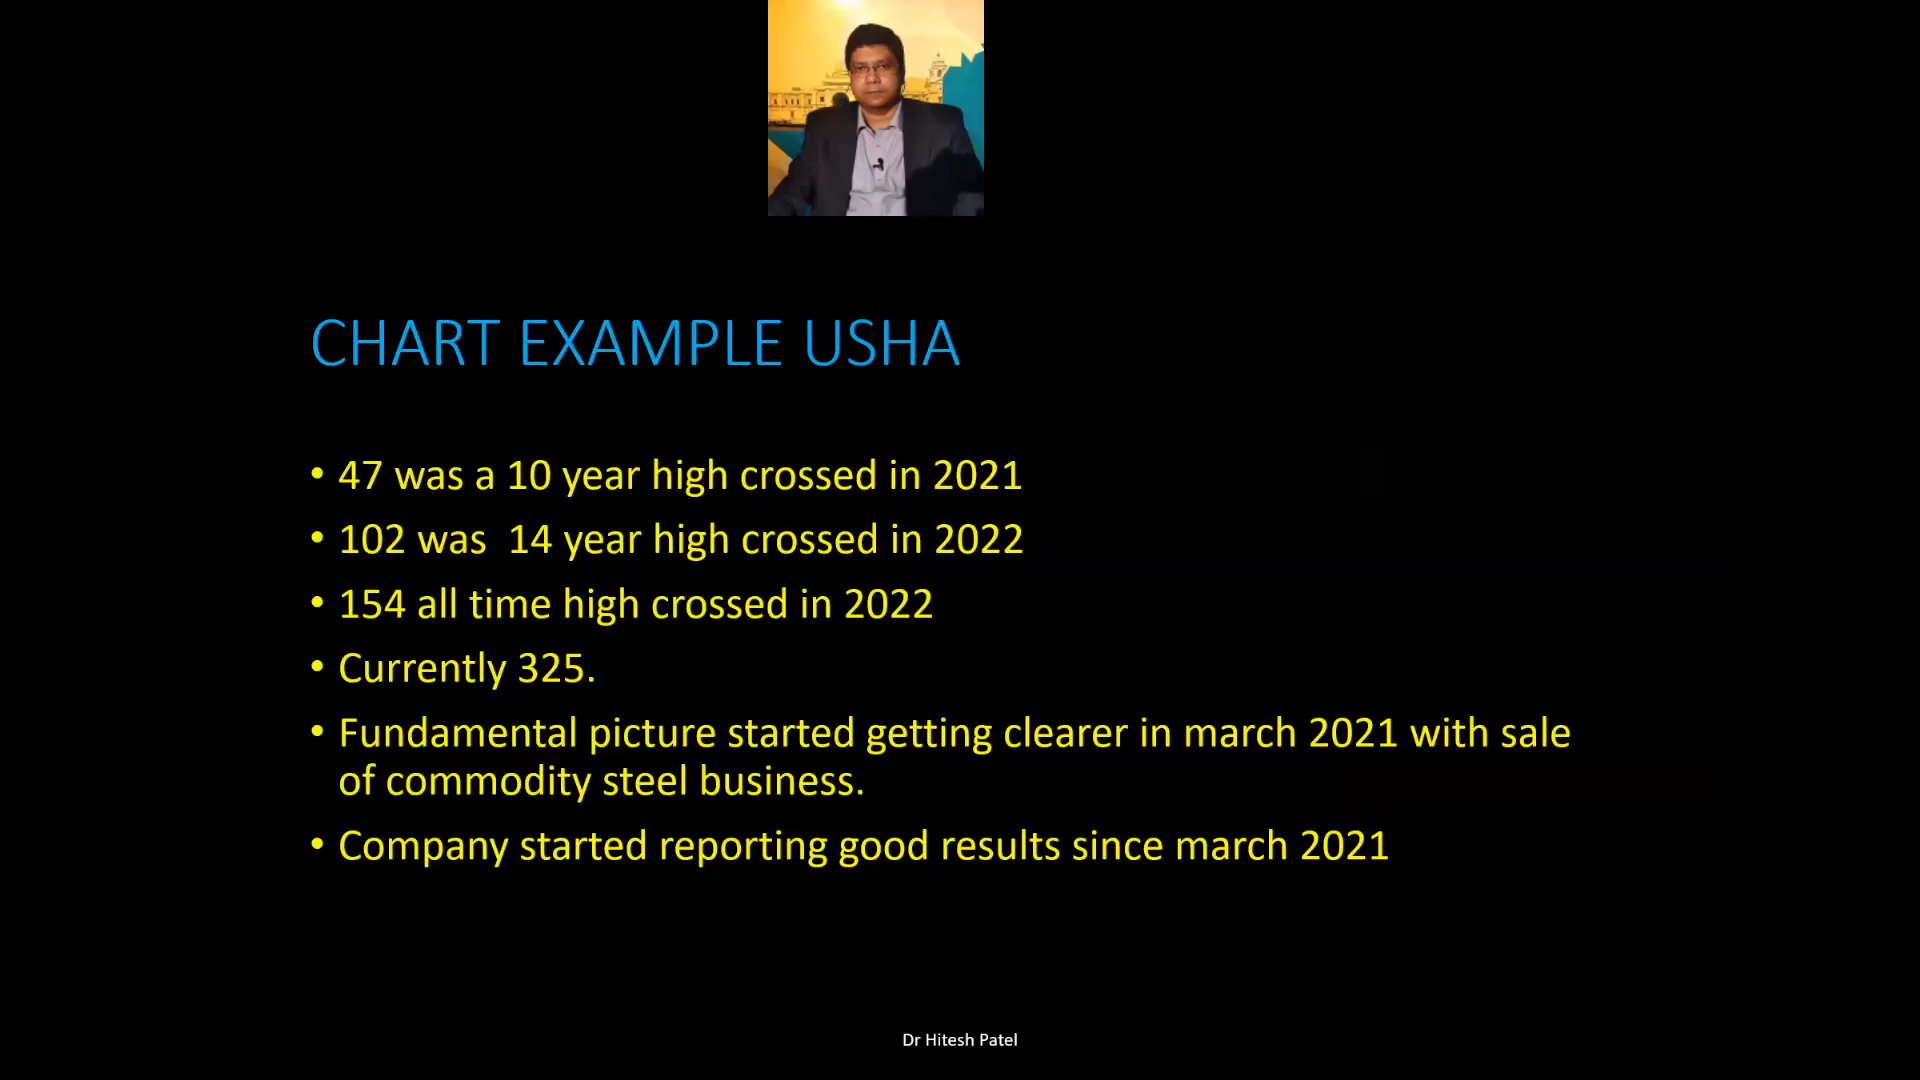 CHART EXAMPLE USHA
• 47 was a 10 year high crossed in 2021
• 102 was  14 year high crossed in 2022
• 154 all time high crossed in 2022
• Currently 325.
• Fundamental picture started getting clearer in march 2021 with sale
of commodity steel business.
• Company started reporting good results since march 2021
Dr Hitesh Patel